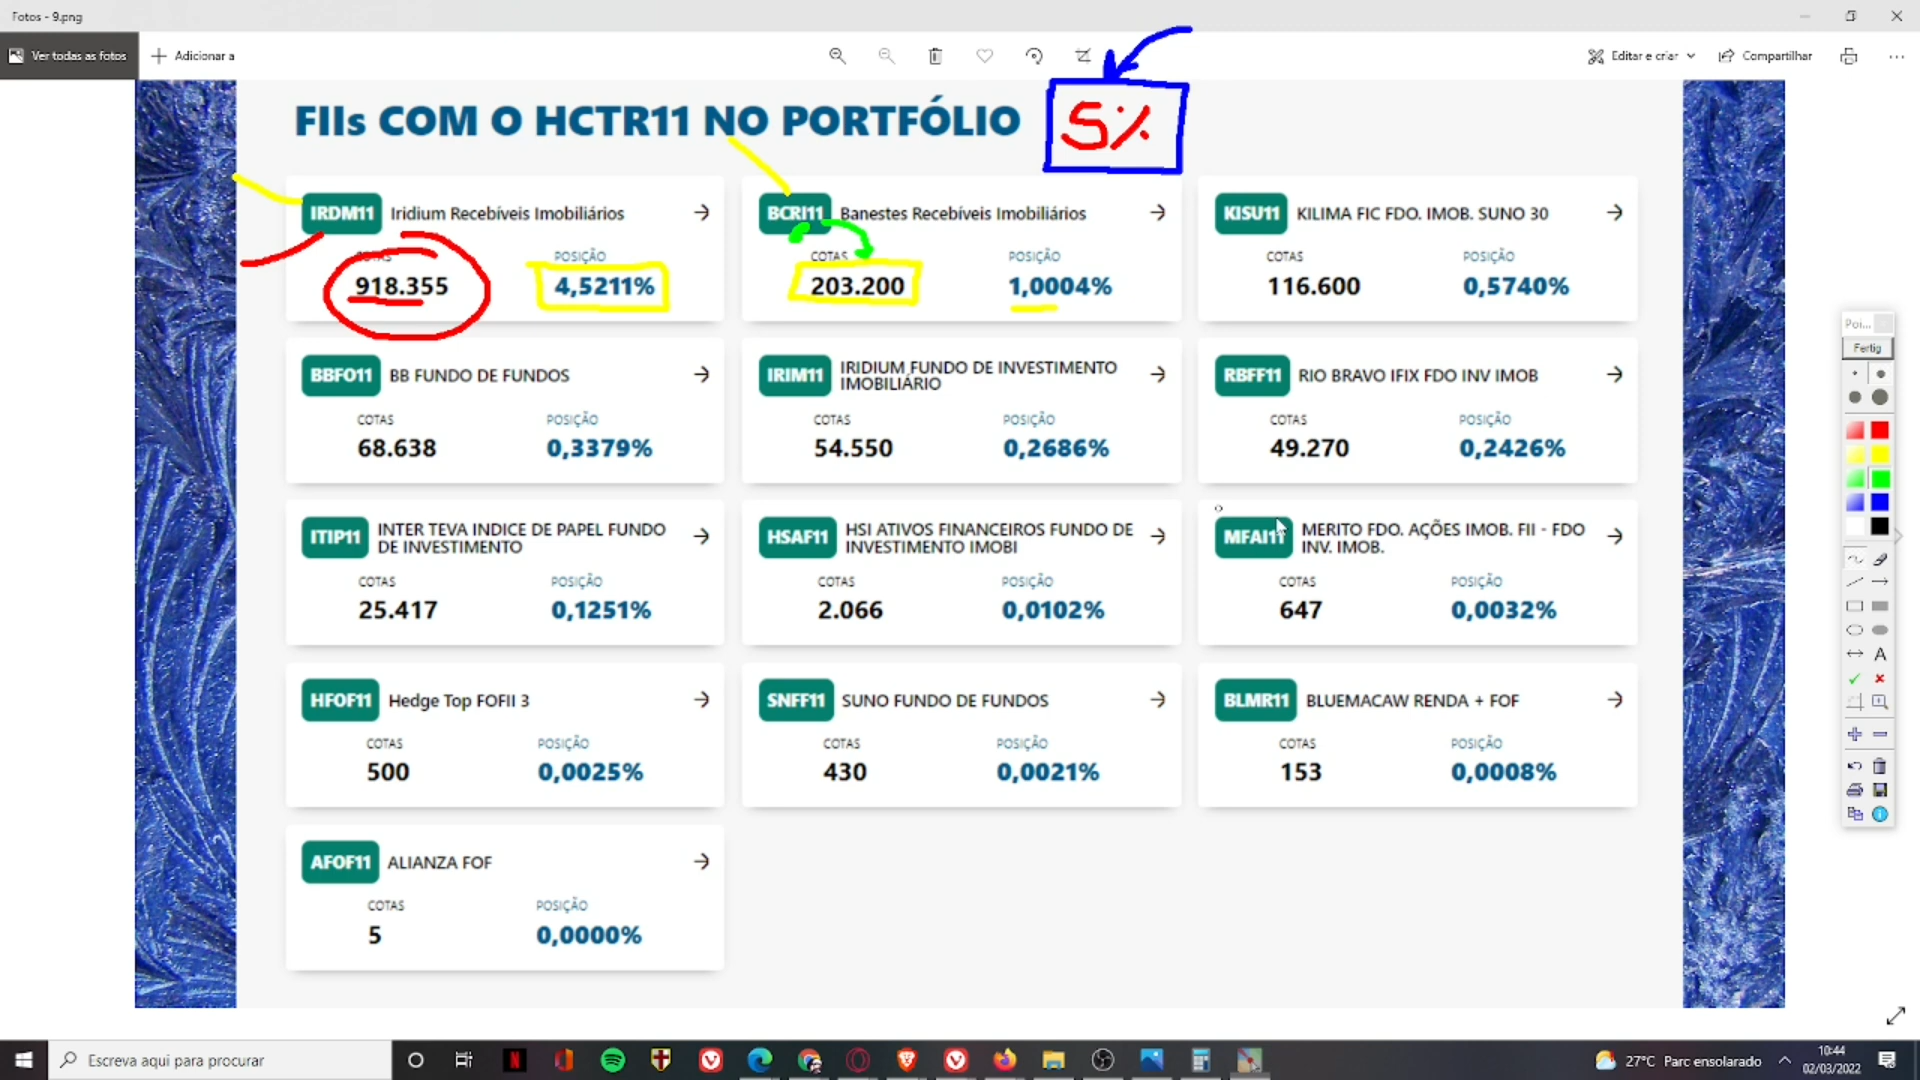 Fotos - 9.png
Ver todas as fotos
Adicionar a
Editar e criar
Compartilhar
FIIs COM O HCTR11 NO PORTFÓLIO
5%
IRDM11 Iridium Recebíveis Imobiliários
COTAS POSIÇÃO
918.355 4,5211%
BCRI11 Banestes Recebíveis Imobiliários
COTAS POSIÇÃO
203.200 1,0004%
KISU11 KILIMA FIC FDO. IMOB. SUNO 30
COTAS POSIÇÃO
116.600 0,5740%
BBFO11 BB FUNDO DE FUNDOS
COTAS POSIÇÃO
68.638 0,3379%
IRIM11 IRIDIUM FUNDO DE INVESTIMENTO
IMOBILIÁRIO
COTAS POSIÇÃO
54.550 0,2686%
RBFF11 RIO BRAVO IFIX FDO INV IMOB
COTAS POSIÇÃO
49.270 0,2426%
ITIP11 INTER TEVA INDICE DE PAPEL FUNDO
DE INVESTIMENTO
COTAS POSIÇÃO
25.417 0,1251%
HSAF11 HSI ATIVOS FINANCEIROS FUNDO DE
INVESTIMENTO IMOBI
COTAS POSIÇÃO
2.066 0,0102%
MFAI11 MERITO FDO. AÇÕES IMOB. FII - FDO
INV. IMOB.
COTAS POSIÇÃO
647 0,0032%
HFOF11 Hedge Top FOFII 3
COTAS POSIÇÃO
500 0,0025%
SNFF11 SUNO FUNDO DE FUNDOS
COTAS POSIÇÃO
430 0,0021%
BLMR11 BLUEMACAW RENDA + FOF
COTAS POSIÇÃO
153 0,0008%
AFOF11 ALIANZA FOF
COTAS POSIÇÃO
5 0,0000%
Poi...
Fertig
A
Escreva aqui para procurar
27°C Parc ensolarado
10:44
02/03/2022